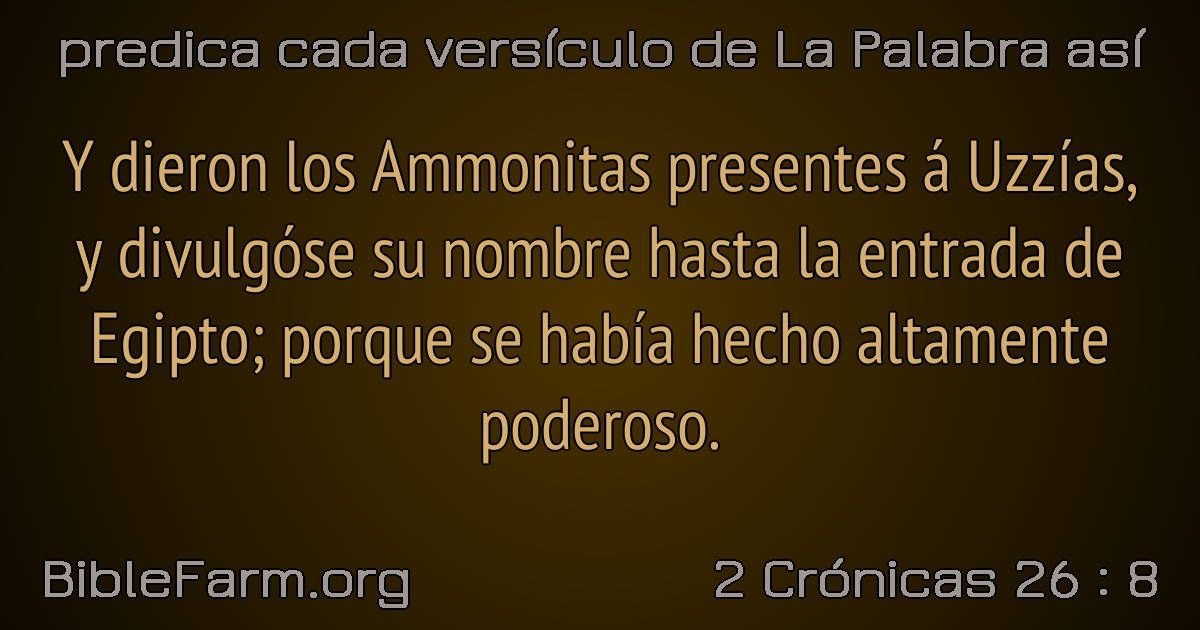 predica cada versículo de La Palabra así
Y dieron los Ammonitas presentes á Uzzías,
y divulgóse su nombre hasta la entrada de
Egipto; porque se había hecho altamente
poderoso.
BibleFarm.org
2 Crónicas 26 : 8